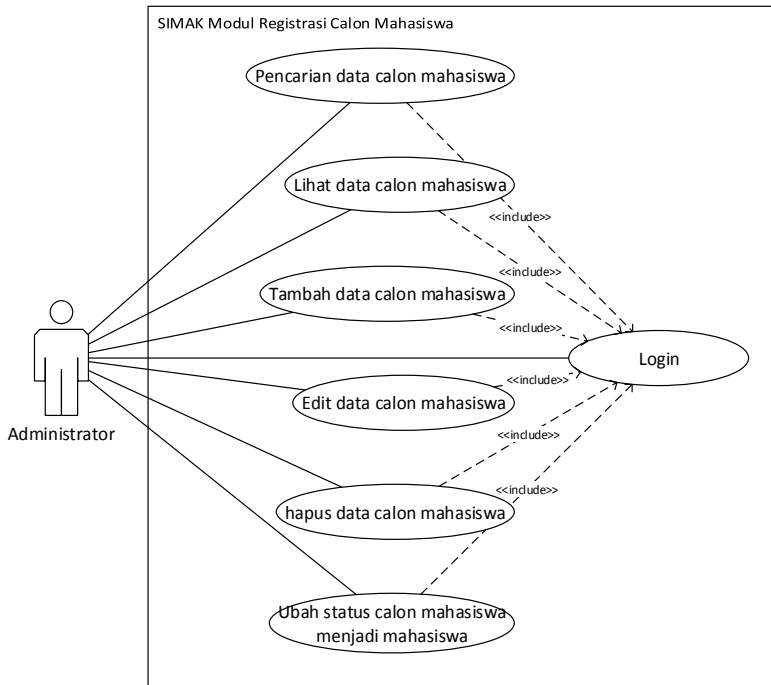 SIMAK Modul Registrasi Calon Mahasiswa
Pencarian data calon mahasiswa
Lihat data calon mahasiswa
<<include>>
<<include>>
Tambah data calon mahasiswa
<<include>>
Login
<<include>>
Edit data calon mahasiswa
Administrator
<<include>>
<<include>>
hapus data calon mahasiswa
Ubah status calon mahasiswa
menjadi mahasiswa